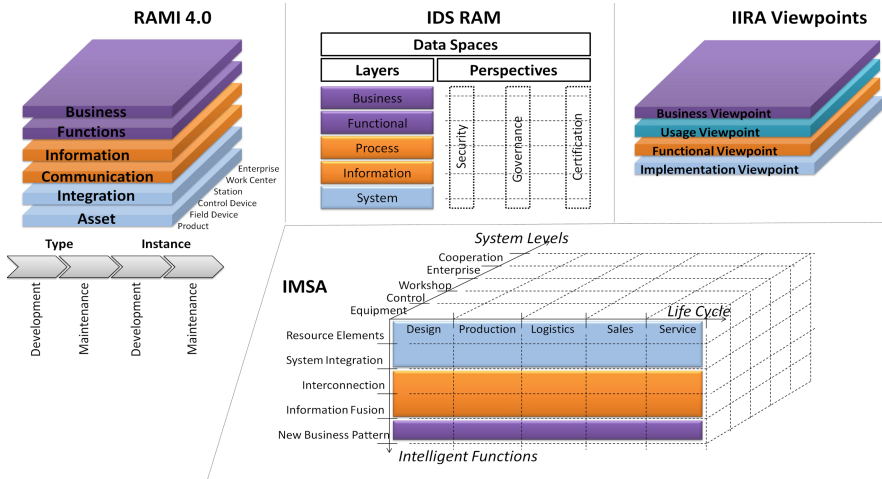 RAMI 4.0
Business
Functions
Information
Communication
Integration
Asset
Enterprise
Work Center
Station
Control Device
Field Device
Product
Type
Instance
Development
Maintenance
Development
Maintenance
IDS RAM
Data Spaces
Layers
Perspectives
Business
Functional
Process
Information
System
Security
Governance
Certification
IIRA Viewpoints
Business Viewpoint
Usage Viewpoint
Functional Viewpoint
Implementation Viewpoint
IMSA
System Levels
Cooperation
Enterprise
Workshop
Control
Equipment
Life Cycle
Design
Production
Logistics
Sales
Service
Resource Elements
System Integration
Interconnection
Information Fusion
New Business Pattern
Intelligent Functions